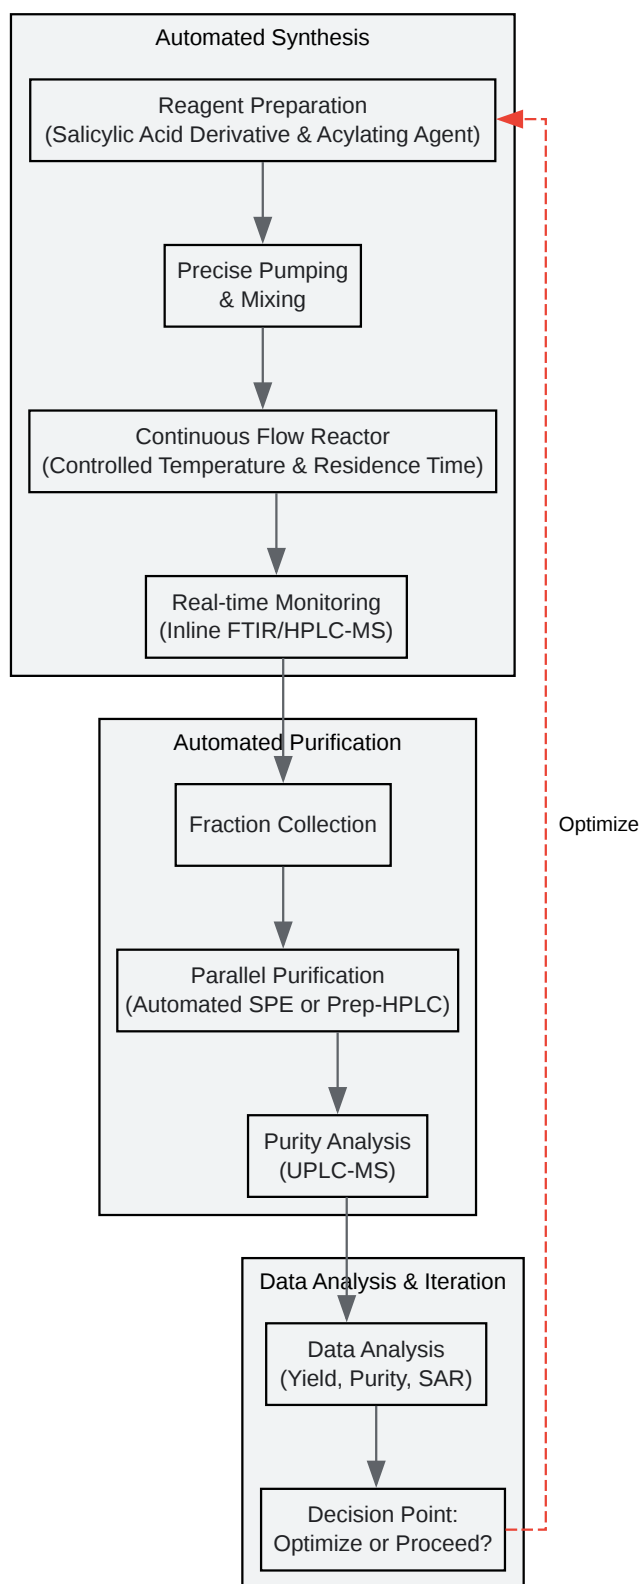 Automated Synthesis
Reagent Preparation
(Salicylic Acid Derivative & Acylating Agent)
Precise Pumping
& Mixing
Continuous Flow Reactor
(Controlled Temperature & Residence Time)
Real-time Monitoring
(Inline FTIR/HPLC-MS)
Automated Purification
Fraction Collection
Optimize
Parallel Purification
(Automated SPE or Prep-HPLC)
Purity Analysis
(UPLC-MS)
Data Analysis & Iteration
Data Analysis
(Yield, Purity, SAR)
Decision Point:
Optimize or Proceed?